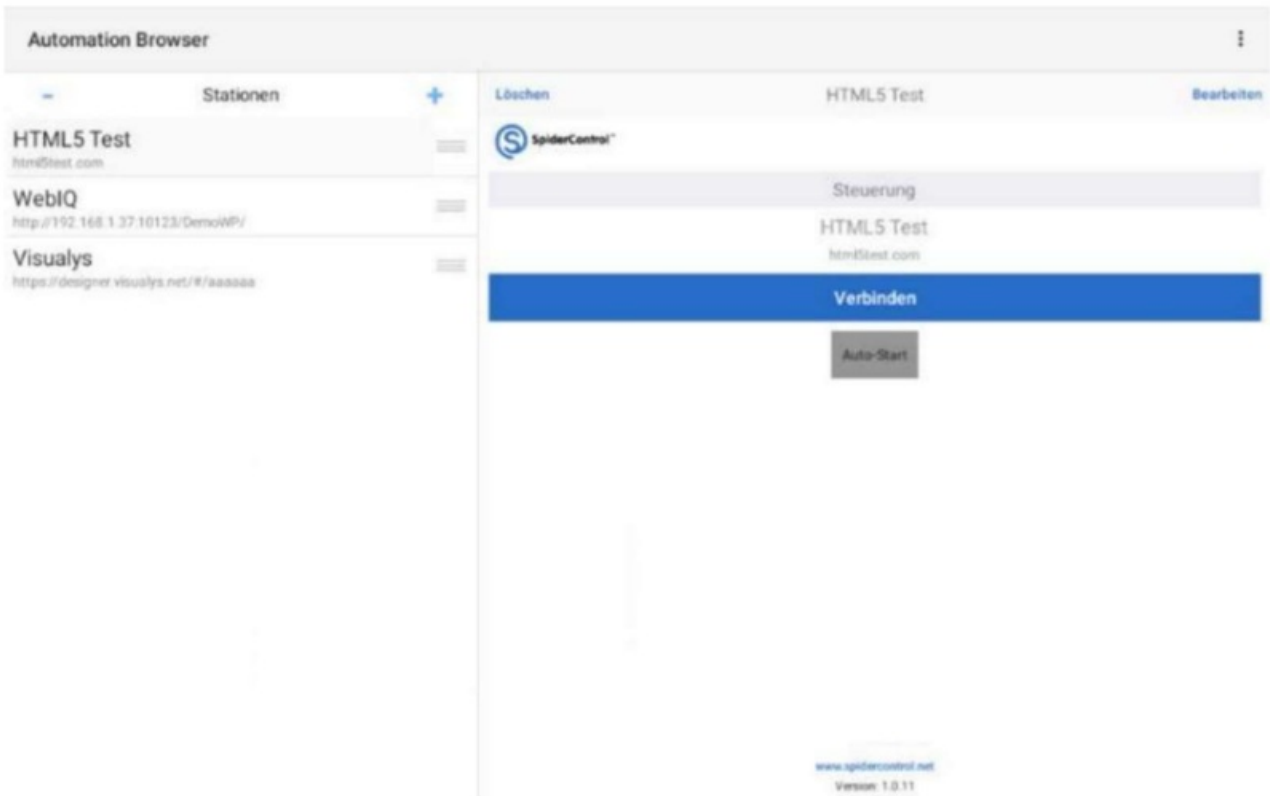 Automation Browser
- Stationen +
HTML5 Test
html5test.com
WebIQ
http://192.168.1.37:10123/DemoWP/
Visualys
https://designer.visualys.net/#/aaaaaa
Löschen HTML5 Test Bearbeiten
SpiderControl™
Steuerung
HTML5 Test
html5test.com
Verbinden
Auto-Start
www.spidercontrol.net
Version: 1.0.11